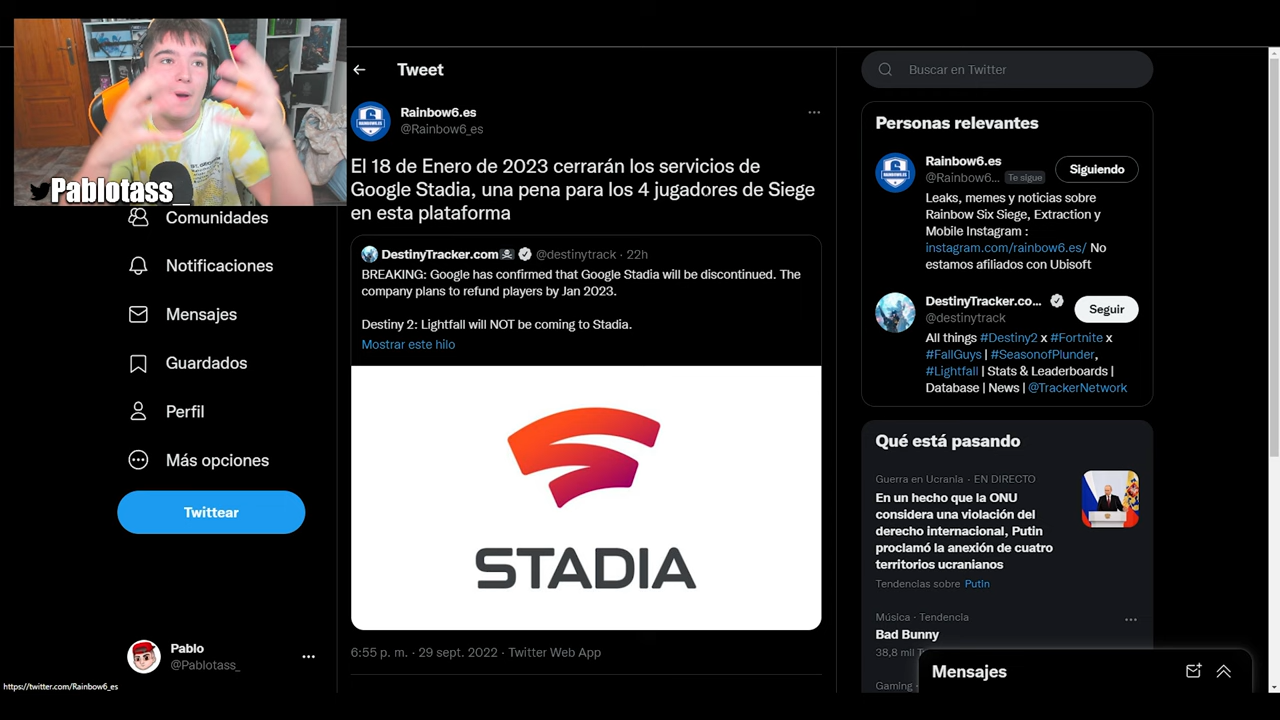 Pablotass_
Comunidades
Notificaciones
Mensajes
Guardados
Perfil
Más opciones
Twittear
Pablo
@Pablotass_
https://twitter.com/Rainbow6_es
Tweet
Rainbow6.es
@Rainbow6_es
El 18 de Enero de 2023 cerrarán los servicios de
Google Stadia, una pena para los 4 jugadores de Siege
en esta plataforma
DestinyTracker.com @destinytrack · 22h
BREAKING: Google has confirmed that Google Stadia will be discontinued. The
company plans to refund players by Jan 2023.
Destiny 2: Lightfall will NOT be coming to Stadia.
Mostrar este hilo
STADIA
6:55 p. m. · 29 sept. 2022 · Twitter Web App
Buscar en Twitter
Personas relevantes
Rainbow6.es
@Rainbow6... Te sigue
Siguiendo
Leaks, memes y noticias sobre
Rainbow Six Siege, Extraction y
Mobile Instagram :
instagram.com/rainbow6.es/ No
estamos afiliados con Ubisoft
DestinyTracker.co...
@destinytrack
Seguir
All things #Destiny2 x #Fortnite x
#FallGuys | #SeasonofPlunder,
#Lightfall | Stats & Leaderboards |
Database | News | @TrackerNetwork
Qué está pasando
Guerra en Ucrania · EN DIRECTO
En un hecho que la ONU
considera una violación del
derecho internacional, Putin
proclamó la anexión de cuatro
territorios ucranianos
Tendencias sobre Putin
Música · Tendencia
Bad Bunny
38,8 mil
Gaming
Mensajes